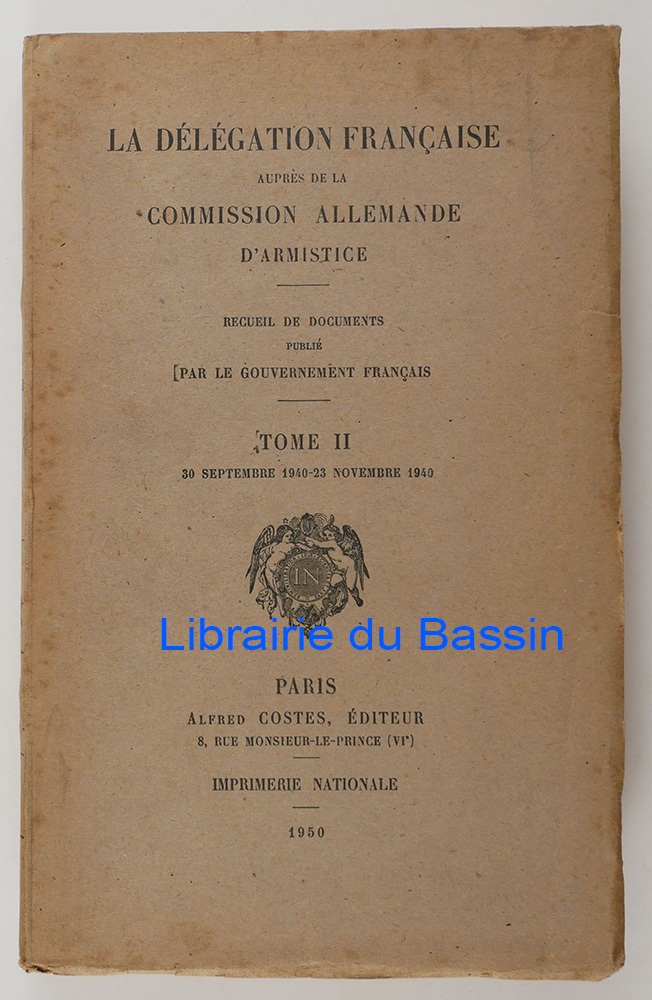 LA DÉLÉGATION FRANÇAISE
AUPRÈS DE LA
COMMISSION ALLEMANDE
D'ARMISTICE
RECUEIL DE DOCUMENTS
PUBLIÉ
[PAR LE GOUVERNEMENT FRANÇAIS
TOME II
30 SEPTEMBRE 1940-23 NOVEMBRE 1940
IN
Librairie du Bassin
PARIS
ALFRED COSTES, ÉDITEUR
8, RUE MONSIEUR-LE-PRINCE (VIe)
IMPRIMERIE NATIONALE
1950